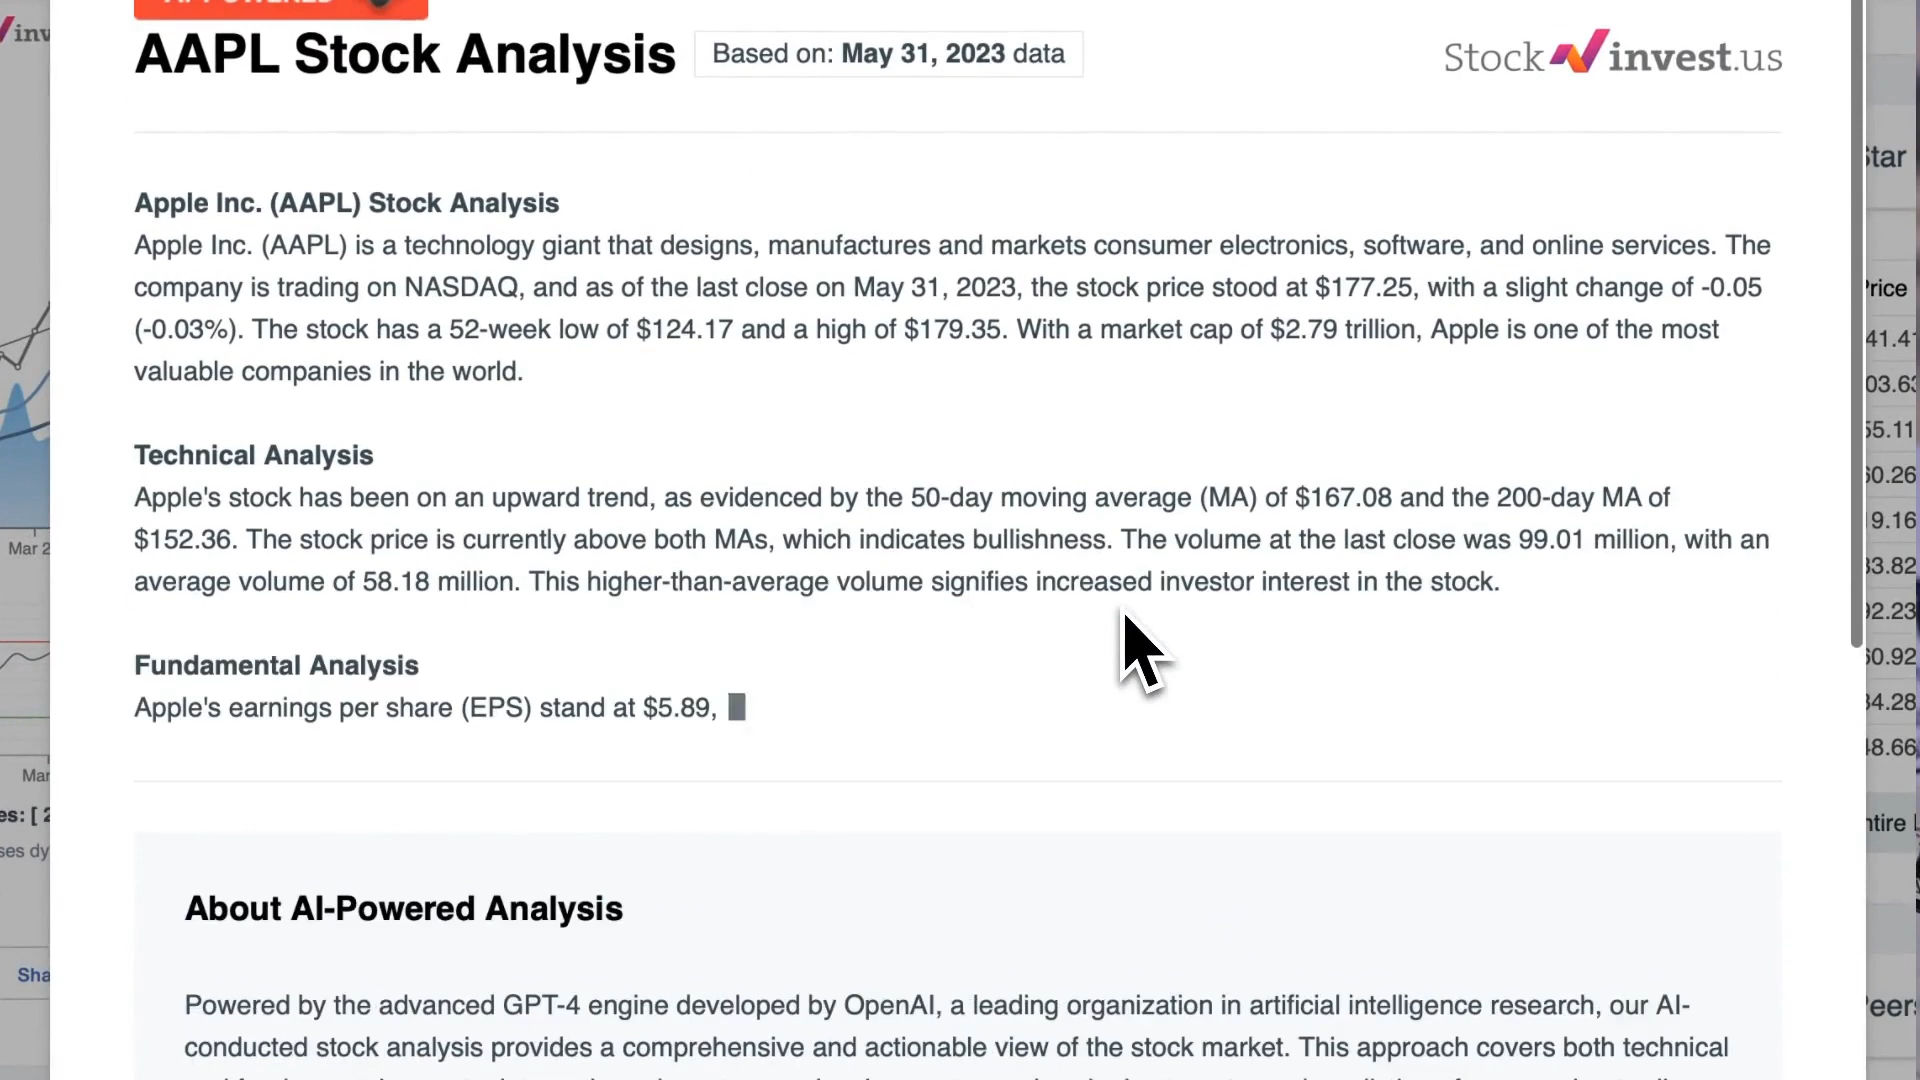 AAPL Stock Analysis
Based on: May 31, 2023 data
Stock invest.us
Apple Inc. (AAPL) Stock Analysis
Apple Inc. (AAPL) is a technology giant that designs, manufactures and markets consumer electronics, software, and online services. The
company is trading on NASDAQ, and as of the last close on May 31, 2023, the stock price stood at $177.25, with a slight change of -0.05
(-0.03%). The stock has a 52-week low of $124.17 and a high of $179.35. With a market cap of $2.79 trillion, Apple is one of the most
valuable companies in the world.
Technical Analysis
Apple's stock has been on an upward trend, as evidenced by the 50-day moving average (MA) of $167.08 and the 200-day MA of
$152.36. The stock price is currently above both MAs, which indicates bullishness. The volume at the last close was 99.01 million, with an
average volume of 58.18 million. This higher-than-average volume signifies increased investor interest in the stock.
Fundamental Analysis
Apple's earnings per share (EPS) stand at $5.89,
About AI-Powered Analysis
Powered by the advanced GPT-4 engine developed by OpenAI, a leading organization in artificial intelligence research, our AI-
conducted stock analysis provides a comprehensive and actionable view of the stock market. This approach covers both technical
Mar 2
Mar